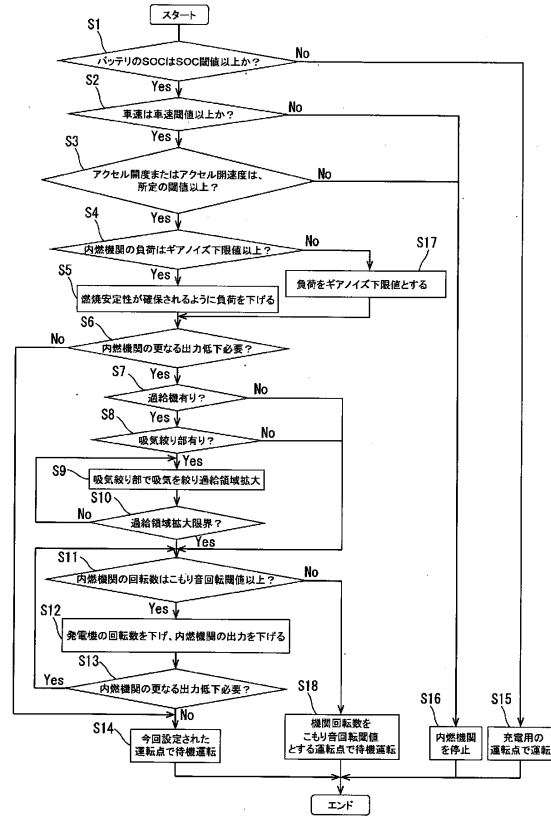 スタート
S1
バッテリのSOCはSOC閾値以上か?
No
Yes
S2
車速は車速閾値以上か?
No
Yes
S3
アクセル開度またはアクセル開速度は、
所定の閾値以上?
No
Yes
S4
内燃機関の負荷はギアノイズ下限値以上?
No
S17
負荷をギアノイズ下限値とする
Yes
S5
燃焼安定性が確保されるように負荷を下げる
S6
内燃機関の更なる出力低下必要?
No
Yes
S7
過給機有り?
No
Yes
S8
吸気絞り部有り?
No
Yes
S9
吸気絞り部で吸気を絞り過給領域拡大
S10
過給領域拡大限界?
No
Yes
S11
内燃機関の回転数はこもり音回転閾値以上?
No
Yes
S12
発電機の回転数を下げ、内燃機関の出力を下げる
S13
内燃機関の更なる出力低下必要?
Yes
No
S14
今回設定された
運転点で待機運転
S18
機関回転数を
こもり音回転閾値
とする運転点で待機運転
S16
内燃機関
を停止
S15
充電用の
運転点で運転
エンド